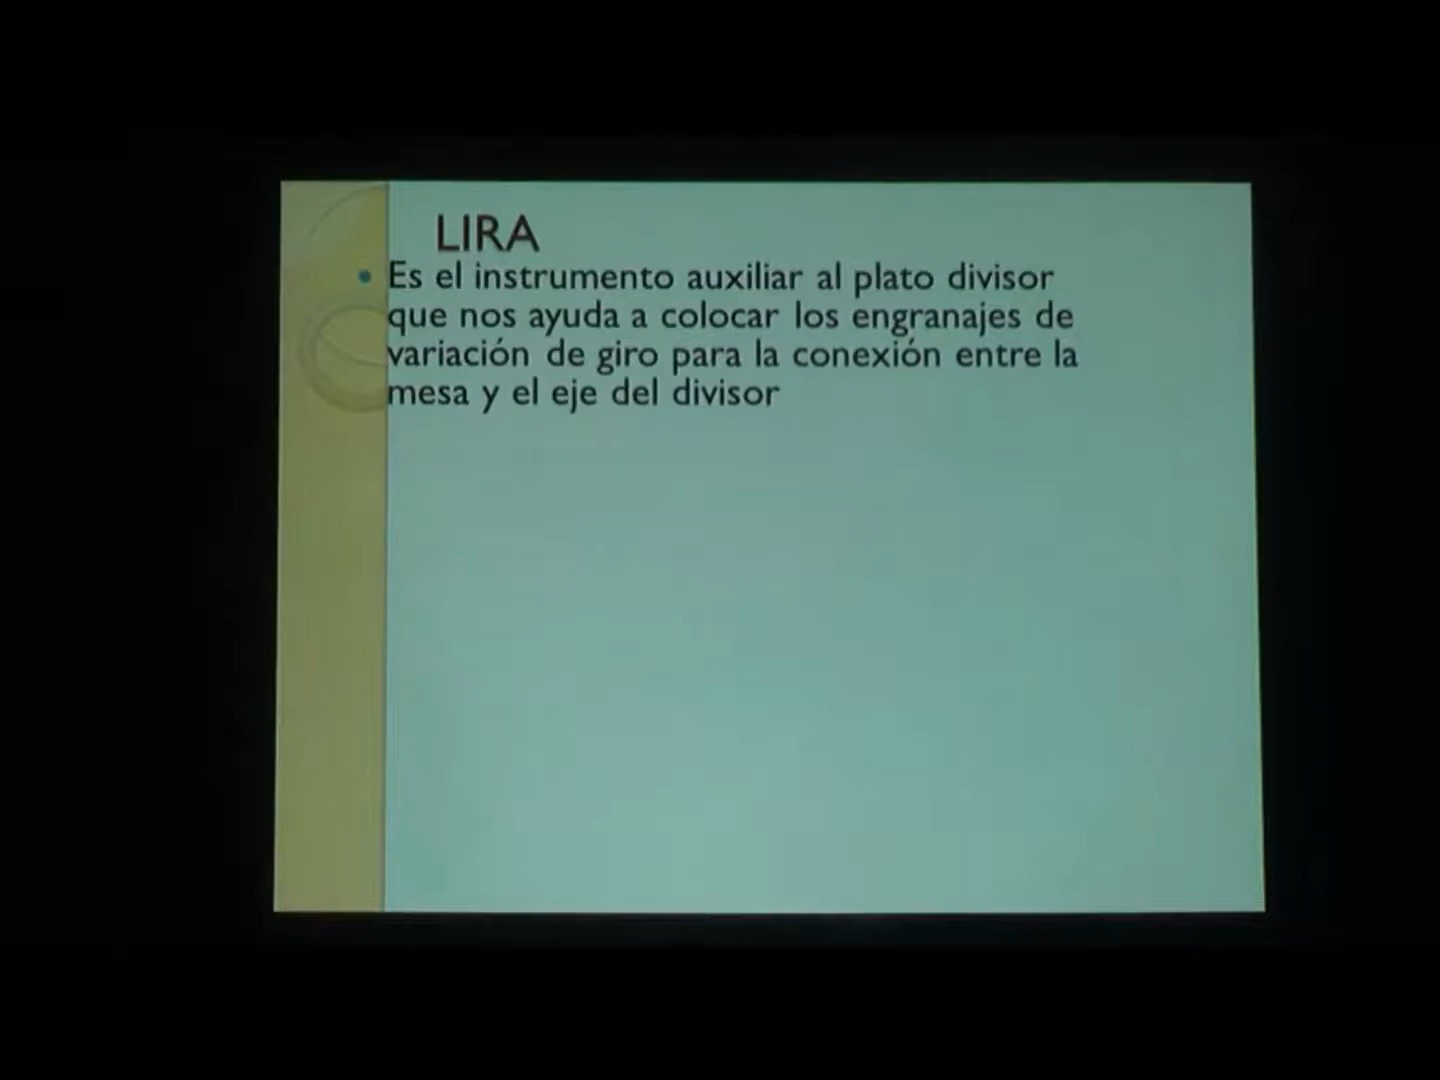 LIRA
• Es el instrumento auxiliar al plato divisor
que nos ayuda a colocar los engranajes de
variación de giro para la conexión entre la
mesa y el eje del divisor